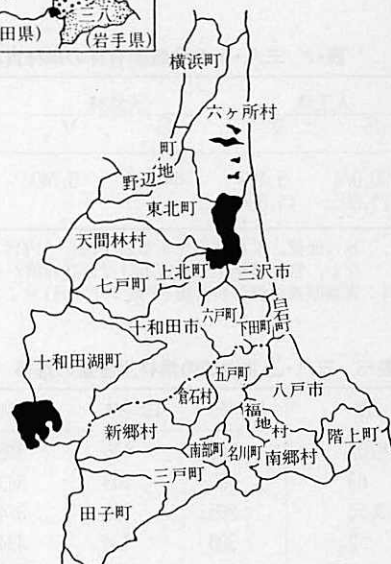 三八
田県)
(岩手県)
横浜町
六ヶ所村
野辺地町
東北町
天間林村
上北町
三沢市
七戸町
六戸町
百石町
十和田市
下田町
十和田湖町
五戸町
八戸市
倉石村
福地村
階上町
新郷村
南部町
名川町
南郷村
三戸町
田子町